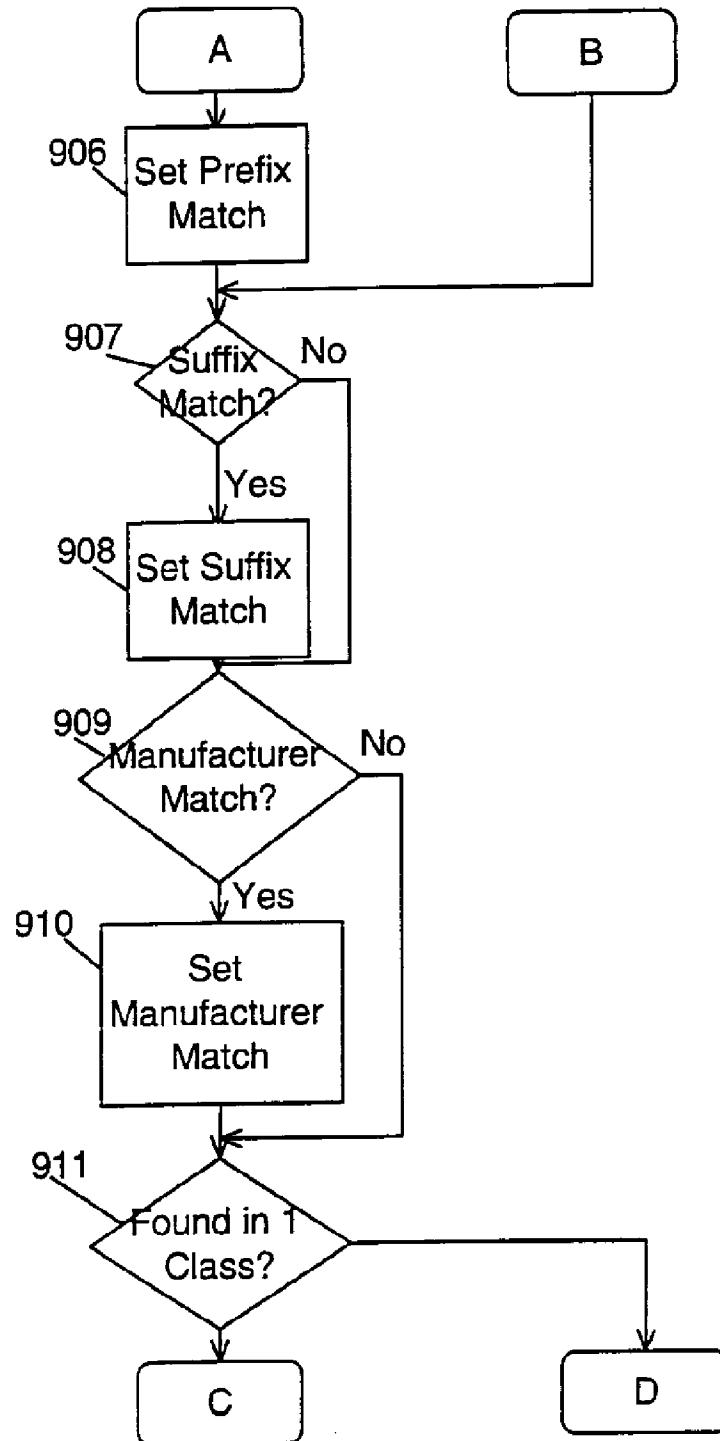 A
B
906
Set Prefix
Match
907
Suffix
Match?
No
Yes
908
Set Suffix
Match
909
Manufacturer
Match?
No
Yes
910
Set
Manufacturer
Match
911
Found in 1
Class?
C
D